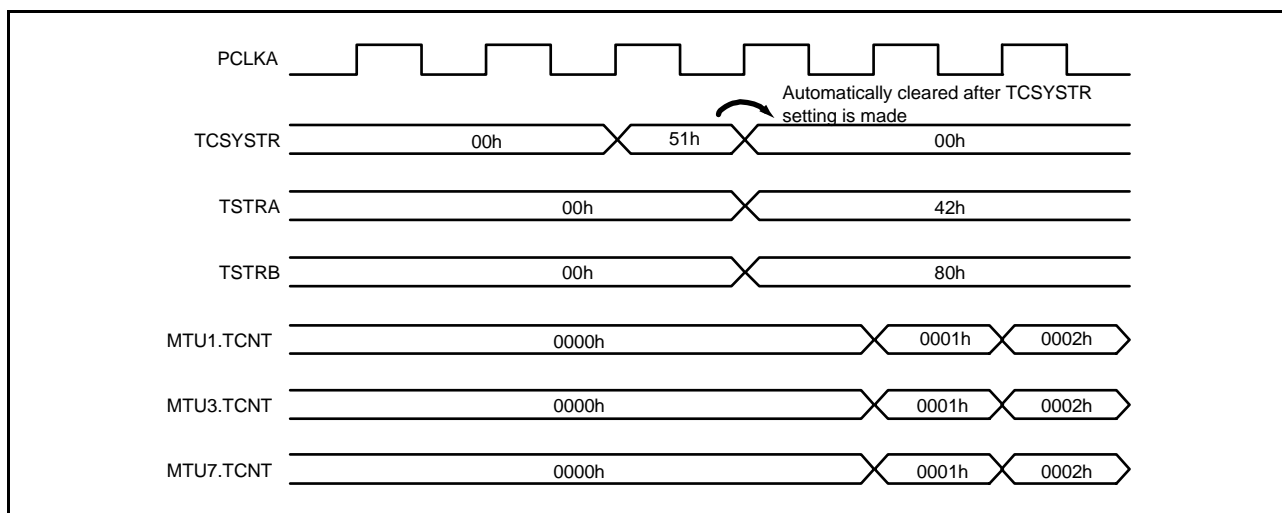 PCLKA
Automatically cleared after TCSYSTR
setting is made
TCSYSTR 00h 51h 00h
TSTRA 00h 42h
TSTRB 00h 80h
MTU1.TCNT 0000h 0001h 0002h
MTU3.TCNT 0000h 0001h 0002h
MTU7.TCNT 0000h 0001h 0002h